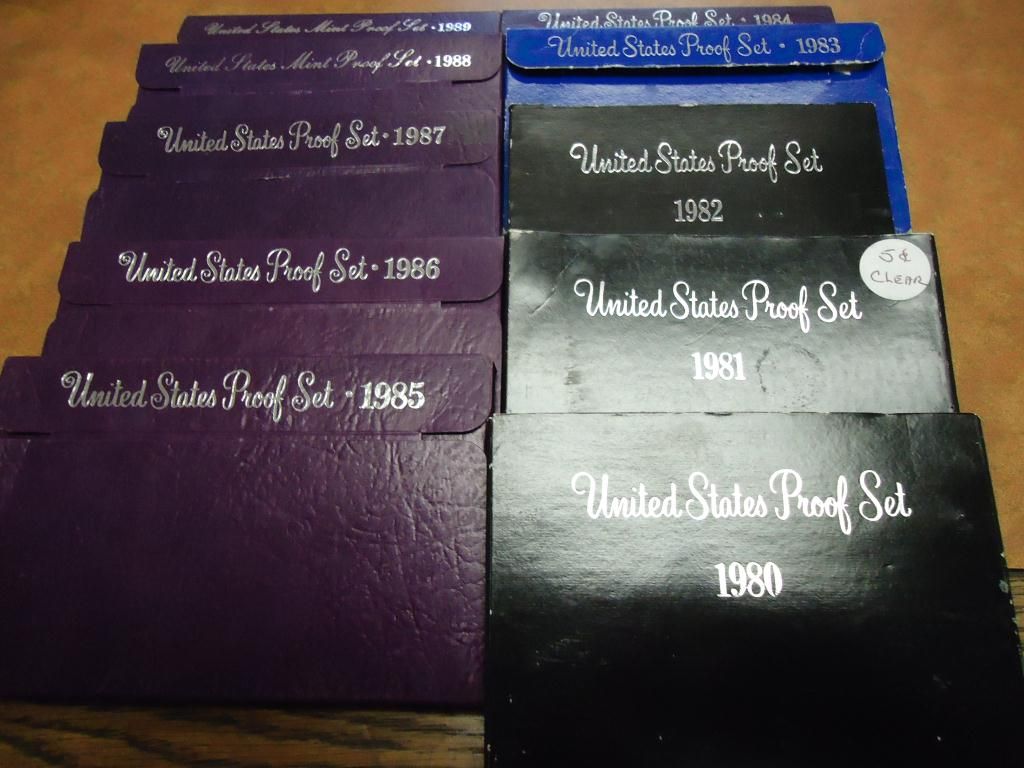 United States Mint Proof Set · 1989
United States Mint Proof Set · 1988
United States Proof Set · 1987
United States Proof Set · 1986
United States Proof Set · 1985
United States Proof Set · 1984
United States Proof Set · 1983
United States Proof Set
1982
United States Proof Set
1981
5¢
CLEAR
United States Proof Set
1980